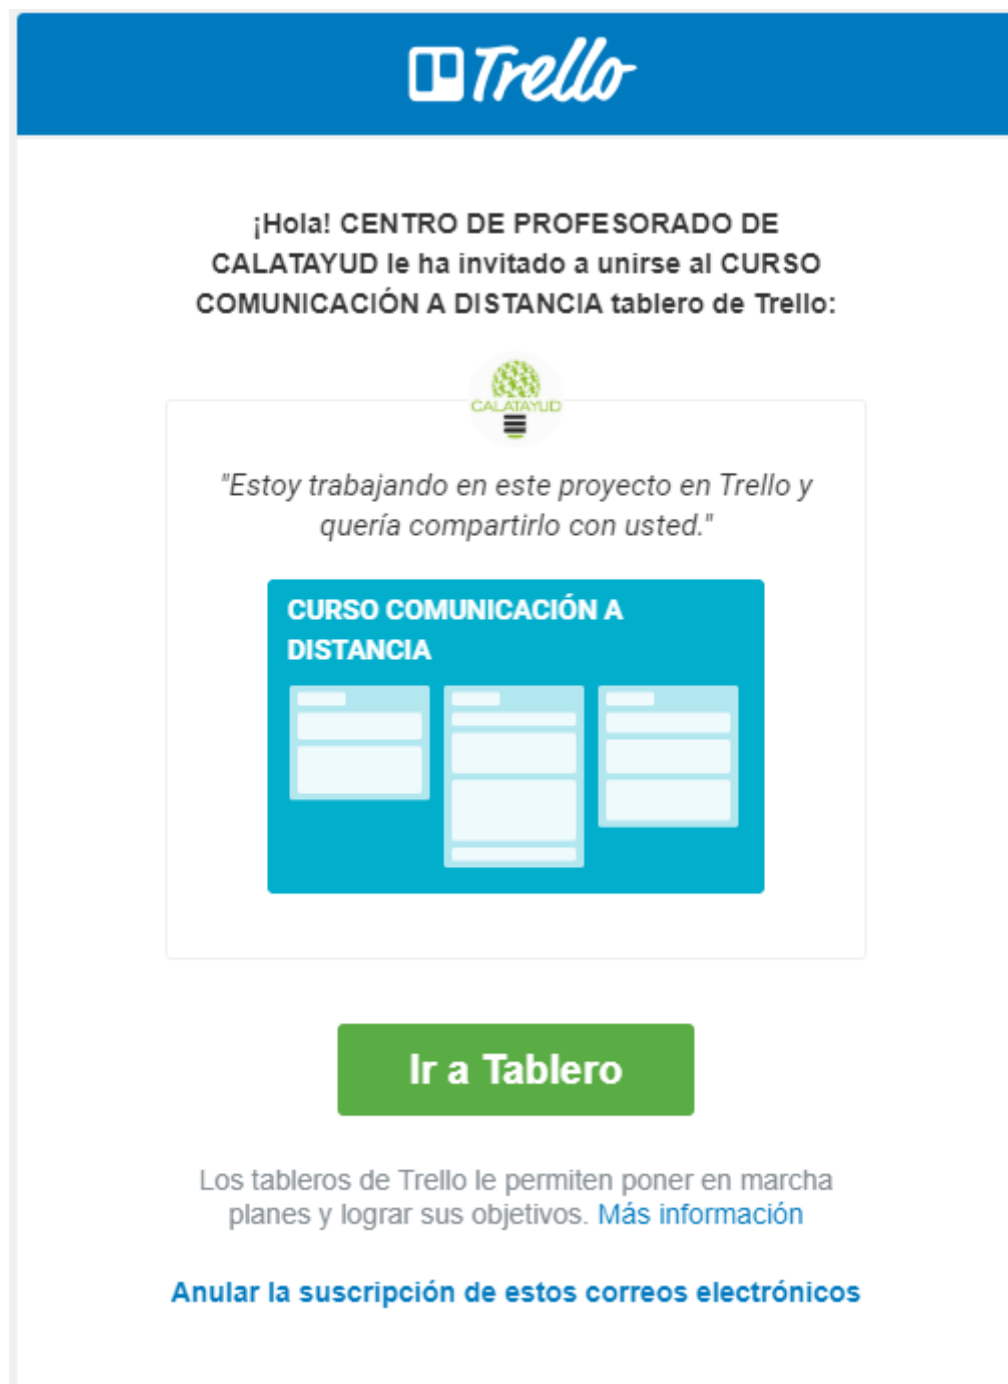 Trello
¡Hola! CENTRO DE PROFESORADO DE
CALATAYUD le ha invitado a unirse al CURSO
COMUNICACIÓN A DISTANCIA tablero de Trello:
CALATAYUD
"Estoy trabajando en este proyecto en Trello y
quería compartirlo con usted."
CURSO COMUNICACIÓN A
DISTANCIA
Ir a Tablero
Los tableros de Trello le permiten poner en marcha
planes y lograr sus objetivos. Más información
Anular la suscripción de estos correos electrónicos